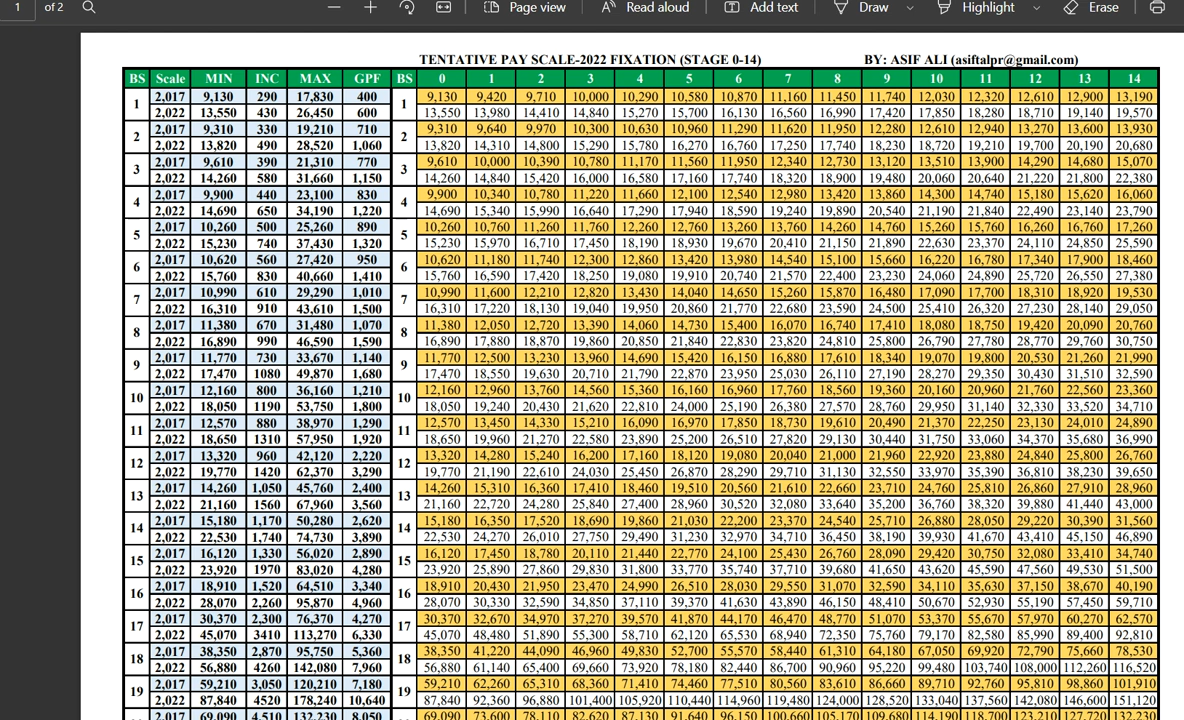 1 of 2 Page view Read aloud Add text Draw Highlight Erase
TENTATIVE PAY SCALE-2022 FIXATION (STAGE 0-14) BY: ASIF ALI (asiftalpr@gmail.com)
BS Scale MIN INC MAX GPF BS 0 1 2 3 4 5 6 7 8 9 10 11 12 13 14
1 2,017 9,130 290 17,830 400 1 9,130 9,420 9,710 10,000 10,290 10,580 10,870 11,160 11,450 11,740 12,030 12,320 12,610 12,900 13,190
2,022 13,550 430 26,450 600 13,550 13,980 14,410 14,840 15,270 15,700 16,130 16,560 16,990 17,420 17,850 18,280 18,710 19,140 19,570
2 2,017 9,310 330 19,210 710 2 9,310 9,640 9,970 10,300 10,630 10,960 11,290 11,620 11,950 12,280 12,610 12,940 13,270 13,600 13,930
2,022 13,820 490 28,520 1,060 13,820 14,310 14,800 15,290 15,780 16,270 16,760 17,250 17,740 18,230 18,720 19,210 19,700 20,190 20,680
3 2,017 9,610 390 21,310 770 3 9,610 10,000 10,390 10,780 11,170 11,560 11,950 12,340 12,730 13,120 13,510 13,900 14,290 14,680 15,070
2,022 14,260 580 31,660 1,150 14,260 14,840 15,420 16,000 16,580 17,160 17,740 18,320 18,900 19,480 20,060 20,640 21,220 21,800 22,380
4 2,017 9,900 440 23,100 830 4 9,900 10,340 10,780 11,220 11,660 12,100 12,540 12,980 13,420 13,860 14,300 14,740 15,180 15,620 16,060
2,022 14,690 650 34,190 1,220 14,690 15,340 15,990 16,640 17,290 17,940 18,590 19,240 19,890 20,540 21,190 21,840 22,490 23,140 23,790
5 2,017 10,260 500 25,260 890 5 10,260 10,760 11,260 11,760 12,260 12,760 13,260 13,760 14,260 14,760 15,260 15,760 16,260 16,760 17,260
2,022 15,230 740 37,430 1,320 15,230 15,970 16,710 17,450 18,190 18,930 19,670 20,410 21,150 21,890 22,630 23,370 24,110 24,850 25,590
6 2,017 10,620 560 27,420 950 6 10,620 11,180 11,740 12,300 12,860 13,420 13,980 14,540 15,100 15,660 16,220 16,780 17,340 17,900 18,460
2,022 15,760 830 40,660 1,410 15,760 16,590 17,420 18,250 19,080 19,910 20,740 21,570 22,400 23,230 24,060 24,890 25,720 26,550 27,380
7 2,017 10,990 610 29,290 1,010 7 10,990 11,600 12,210 12,820 13,430 14,040 14,650 15,260 15,870 16,480 17,090 17,700 18,310 18,920 19,530
2,022 16,310 910 43,610 1,500 16,310 17,220 18,130 19,040 19,950 20,860 21,770 22,680 23,590 24,500 25,410 26,320 27,230 28,140 29,050
8 2,017 11,380 670 31,480 1,070 8 11,380 12,050 12,720 13,390 14,060 14,730 15,400 16,070 16,740 17,410 18,080 18,750 19,420 20,090 20,760
2,022 16,890 990 46,590 1,590 16,890 17,880 18,870 19,860 20,850 21,840 22,830 23,820 24,810 25,800 26,790 27,780 28,770 29,760 30,750
9 2,017 11,770 730 33,670 1,140 9 11,770 12,500 13,230 13,960 14,690 15,420 16,150 16,880 17,610 18,340 19,070 19,800 20,530 21,260 21,990
2,022 17,470 1080 49,870 1,680 17,470 18,550 19,630 20,710 21,790 22,870 23,950 25,030 26,110 27,190 28,270 29,350 30,430 31,510 32,590
10 2,017 12,160 800 36,160 1,210 10 12,160 12,960 13,760 14,560 15,360 16,160 16,960 17,760 18,560 19,360 20,160 20,960 21,760 22,560 23,360
2,022 18,050 1190 53,750 1,800 18,050 19,240 20,430 21,620 22,810 24,000 25,190 26,380 27,570 28,760 29,950 31,140 32,330 33,520 34,710
11 2,017 12,570 880 38,970 1,290 11 12,570 13,450 14,330 15,210 16,090 16,970 17,850 18,730 19,610 20,490 21,370 22,250 23,130 24,010 24,890
2,022 18,650 1310 57,950 1,920 18,650 19,960 21,270 22,580 23,890 25,200 26,510 27,820 29,130 30,440 31,750 33,060 34,370 35,680 36,990
12 2,017 13,320 960 42,120 2,220 12 13,320 14,280 15,240 16,200 17,160 18,120 19,080 20,040 21,000 21,960 22,920 23,880 24,840 25,800 26,760
2,022 19,770 1420 62,370 3,290 19,770 21,190 22,610 24,030 25,450 26,870 28,290 29,710 31,130 32,550 33,970 35,390 36,810 38,230 39,650
13 2,017 14,260 1,050 45,760 2,400 13 14,260 15,310 16,360 17,410 18,460 19,510 20,560 21,610 22,660 23,710 24,760 25,810 26,860 27,910 28,960
2,022 21,160 1560 67,960 3,560 21,160 22,720 24,280 25,840 27,400 28,960 30,520 32,080 33,640 35,200 36,760 38,320 39,880 41,440 43,000
14 2,017 15,180 1,170 50,280 2,620 14 15,180 16,350 17,520 18,690 19,860 21,030 22,200 23,370 24,540 25,710 26,880 28,050 29,220 30,390 31,560
2,022 22,530 1,740 74,730 3,890 22,530 24,270 26,010 27,750 29,490 31,230 32,970 34,710 36,450 38,190 39,930 41,670 43,410 45,150 46,890
15 2,017 16,120 1,330 56,020 2,890 15 16,120 17,450 18,780 20,110 21,440 22,770 24,100 25,430 26,760 28,090 29,420 30,750 32,080 33,410 34,740
2,022 23,920 1970 83,020 4,280 23,920 25,890 27,860 29,830 31,800 33,770 35,740 37,710 39,680 41,650 43,620 45,590 47,560 49,530 51,500
16 2,017 18,910 1,520 64,510 3,340 16 18,910 20,430 21,950 23,470 24,990 26,510 28,030 29,550 31,070 32,590 34,110 35,630 37,150 38,670 40,190
2,022 28,070 2,260 95,870 4,960 28,070 30,330 32,590 34,850 37,110 39,370 41,630 43,890 46,150 48,410 50,670 52,930 55,190 57,450 59,710
17 2,017 30,370 2,300 76,370 4,270 17 30,370 32,670 34,970 37,270 39,570 41,870 44,170 46,470 48,770 51,070 53,370 55,670 57,970 60,270 62,570
2,022 45,070 3410 113,270 6,330 45,070 48,480 51,890 55,300 58,710 62,120 65,530 68,940 72,350 75,760 79,170 82,580 85,990 89,400 92,810
18 2,017 38,350 2,870 95,750 5,360 18 38,350 41,220 44,090 46,960 49,830 52,700 55,570 58,440 61,310 64,180 67,050 69,920 72,790 75,660 78,530
2,022 56,880 4260 142,080 7,960 56,880 61,140 65,400 69,660 73,920 78,180 82,440 86,700 90,960 95,220 99,480 103,740 108,000 112,260 116,520
19 2,017 59,210 3,050 120,210 7,180 19 59,210 62,260 65,310 68,360 71,410 74,460 77,510 80,560 83,610 86,660 89,710 92,760 95,810 98,860 101,910
2,022 87,840 4520 178,240 10,640 87,840 92,360 96,880 101,400 105,920 110,440 114,960 119,480 124,000 128,520 133,040 137,560 142,080 146,600 151,120
2,017 69,090 4,510 132,230 8,050 69,090 73,600 78,110 82,620 87,130 91,640 96,150 100,660 105,170 109,680 114,190 118,700 123,210 127,720 132,230